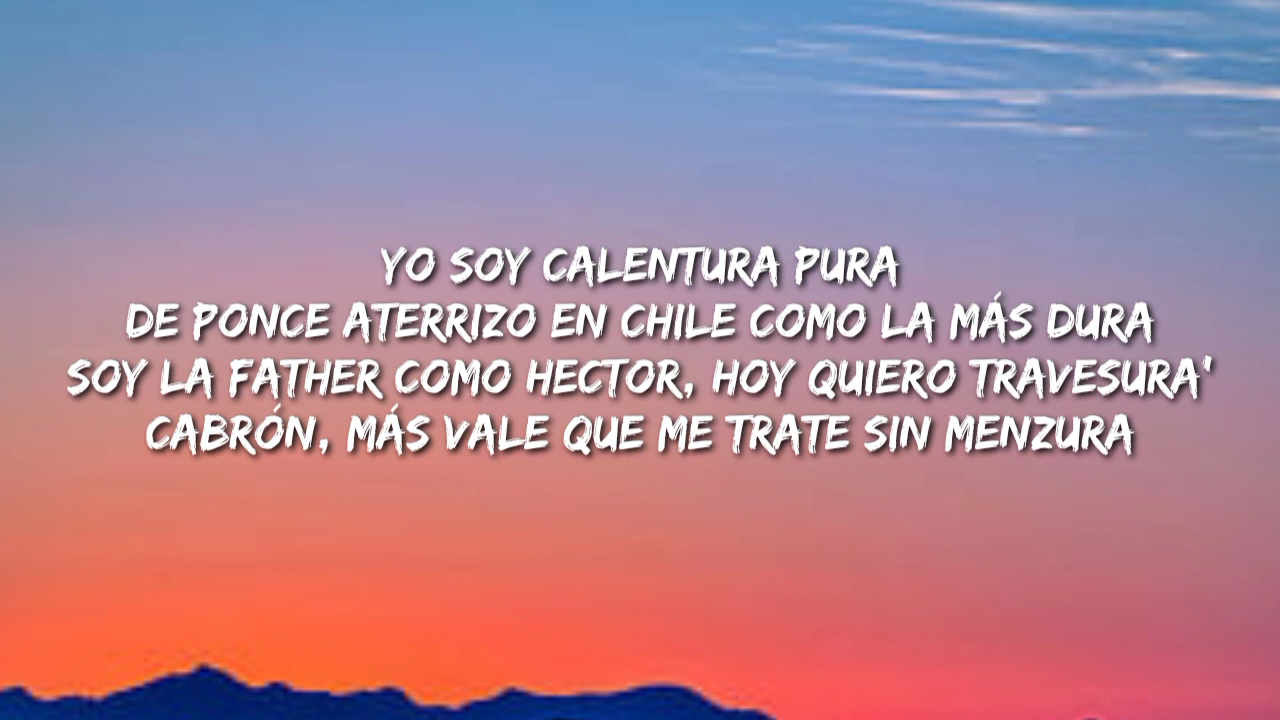 YO SOY CALENTURA PURA
DE PONCE ATERRIZO EN CHILE COMO LA MÁS DURA
SOY LA FATHER COMO HECTOR, HOY QUIERO TRAVESURA'
CABRÓN, MÁS VALE QUE ME TRATE SIN MENZURA